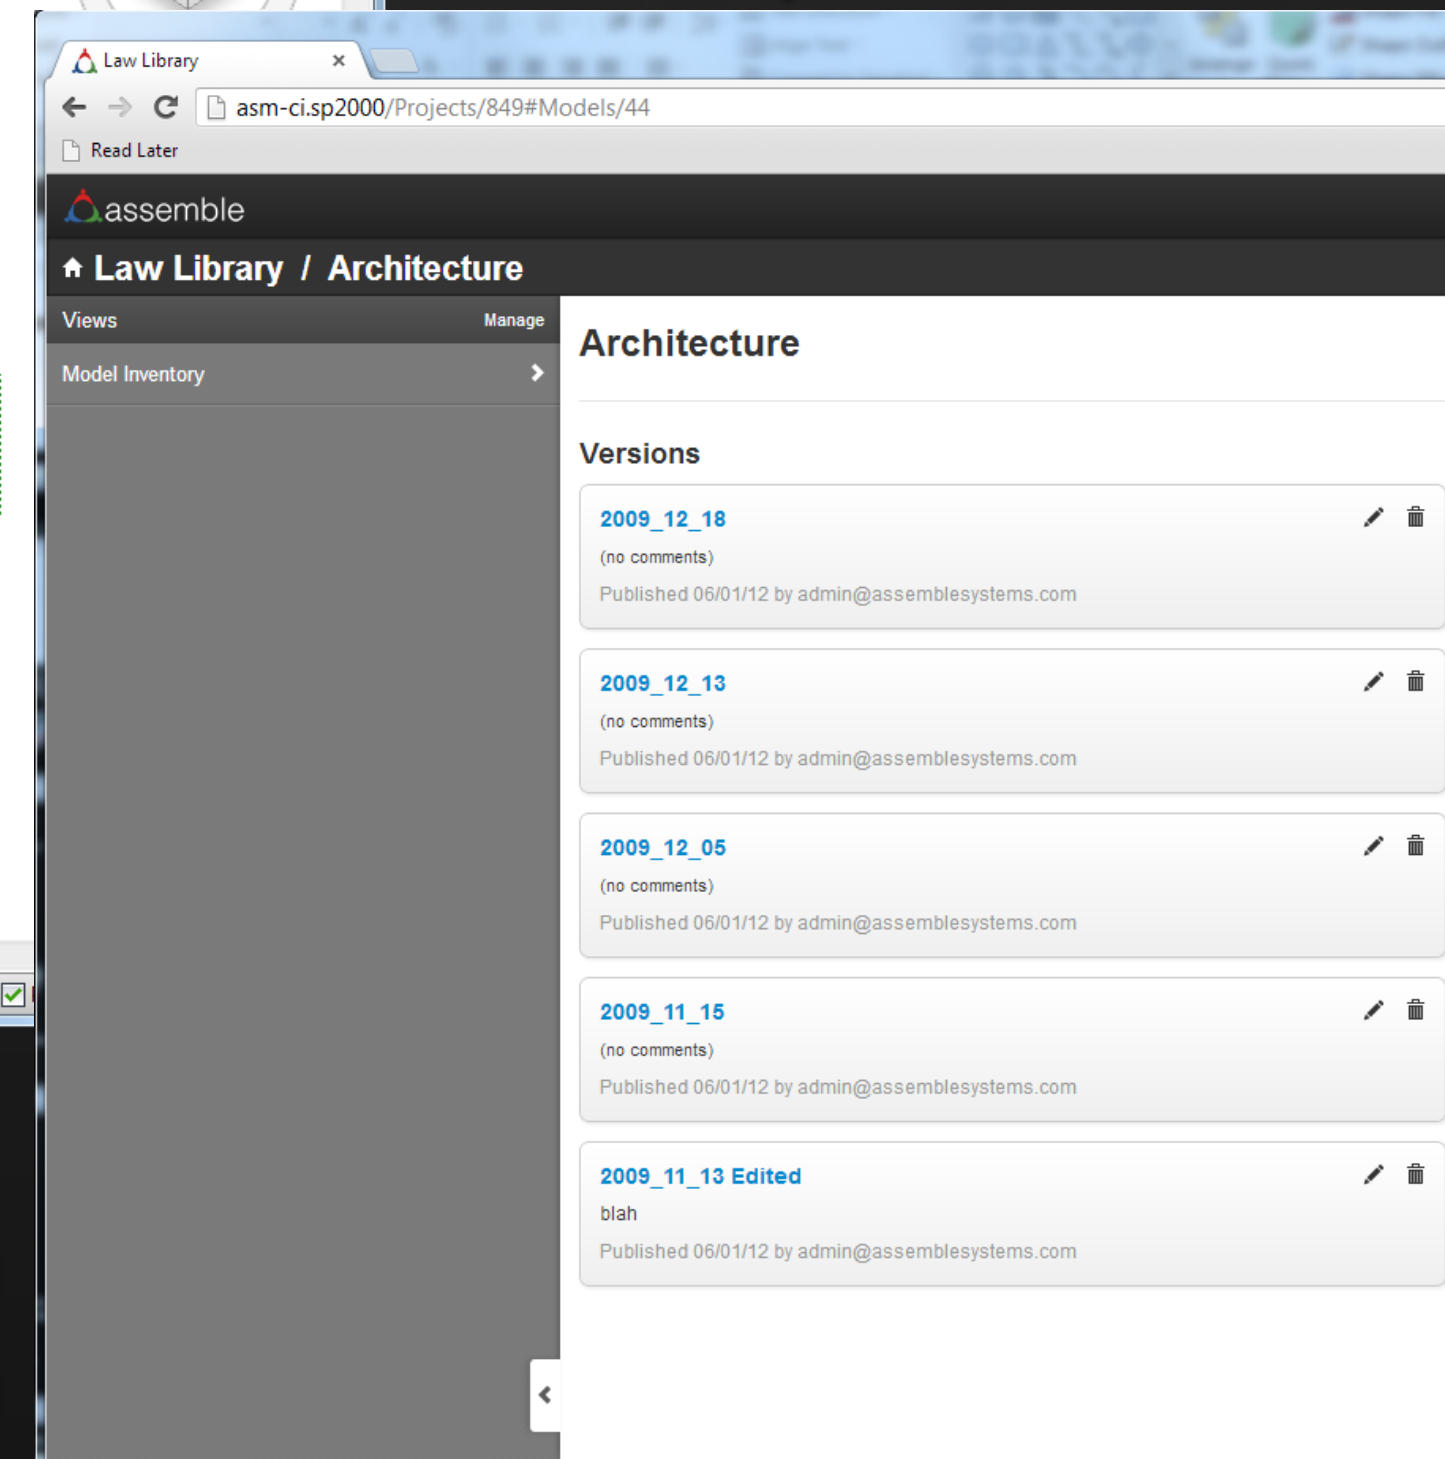 Law Library
asm-ci.sp2000/Projects/849#Models/44
Read Later
assemble
Law Library / Architecture
Views
Manage
Model Inventory
Architecture
Versions
2009_12_18
(no comments)
Published 06/01/12 by admin@assemblesystems.com
2009_12_13
(no comments)
Published 06/01/12 by admin@assemblesystems.com
2009_12_05
(no comments)
Published 06/01/12 by admin@assemblesystems.com
2009_11_15
(no comments)
Published 06/01/12 by admin@assemblesystems.com
2009_11_13 Edited
blah
Published 06/01/12 by admin@assemblesystems.com